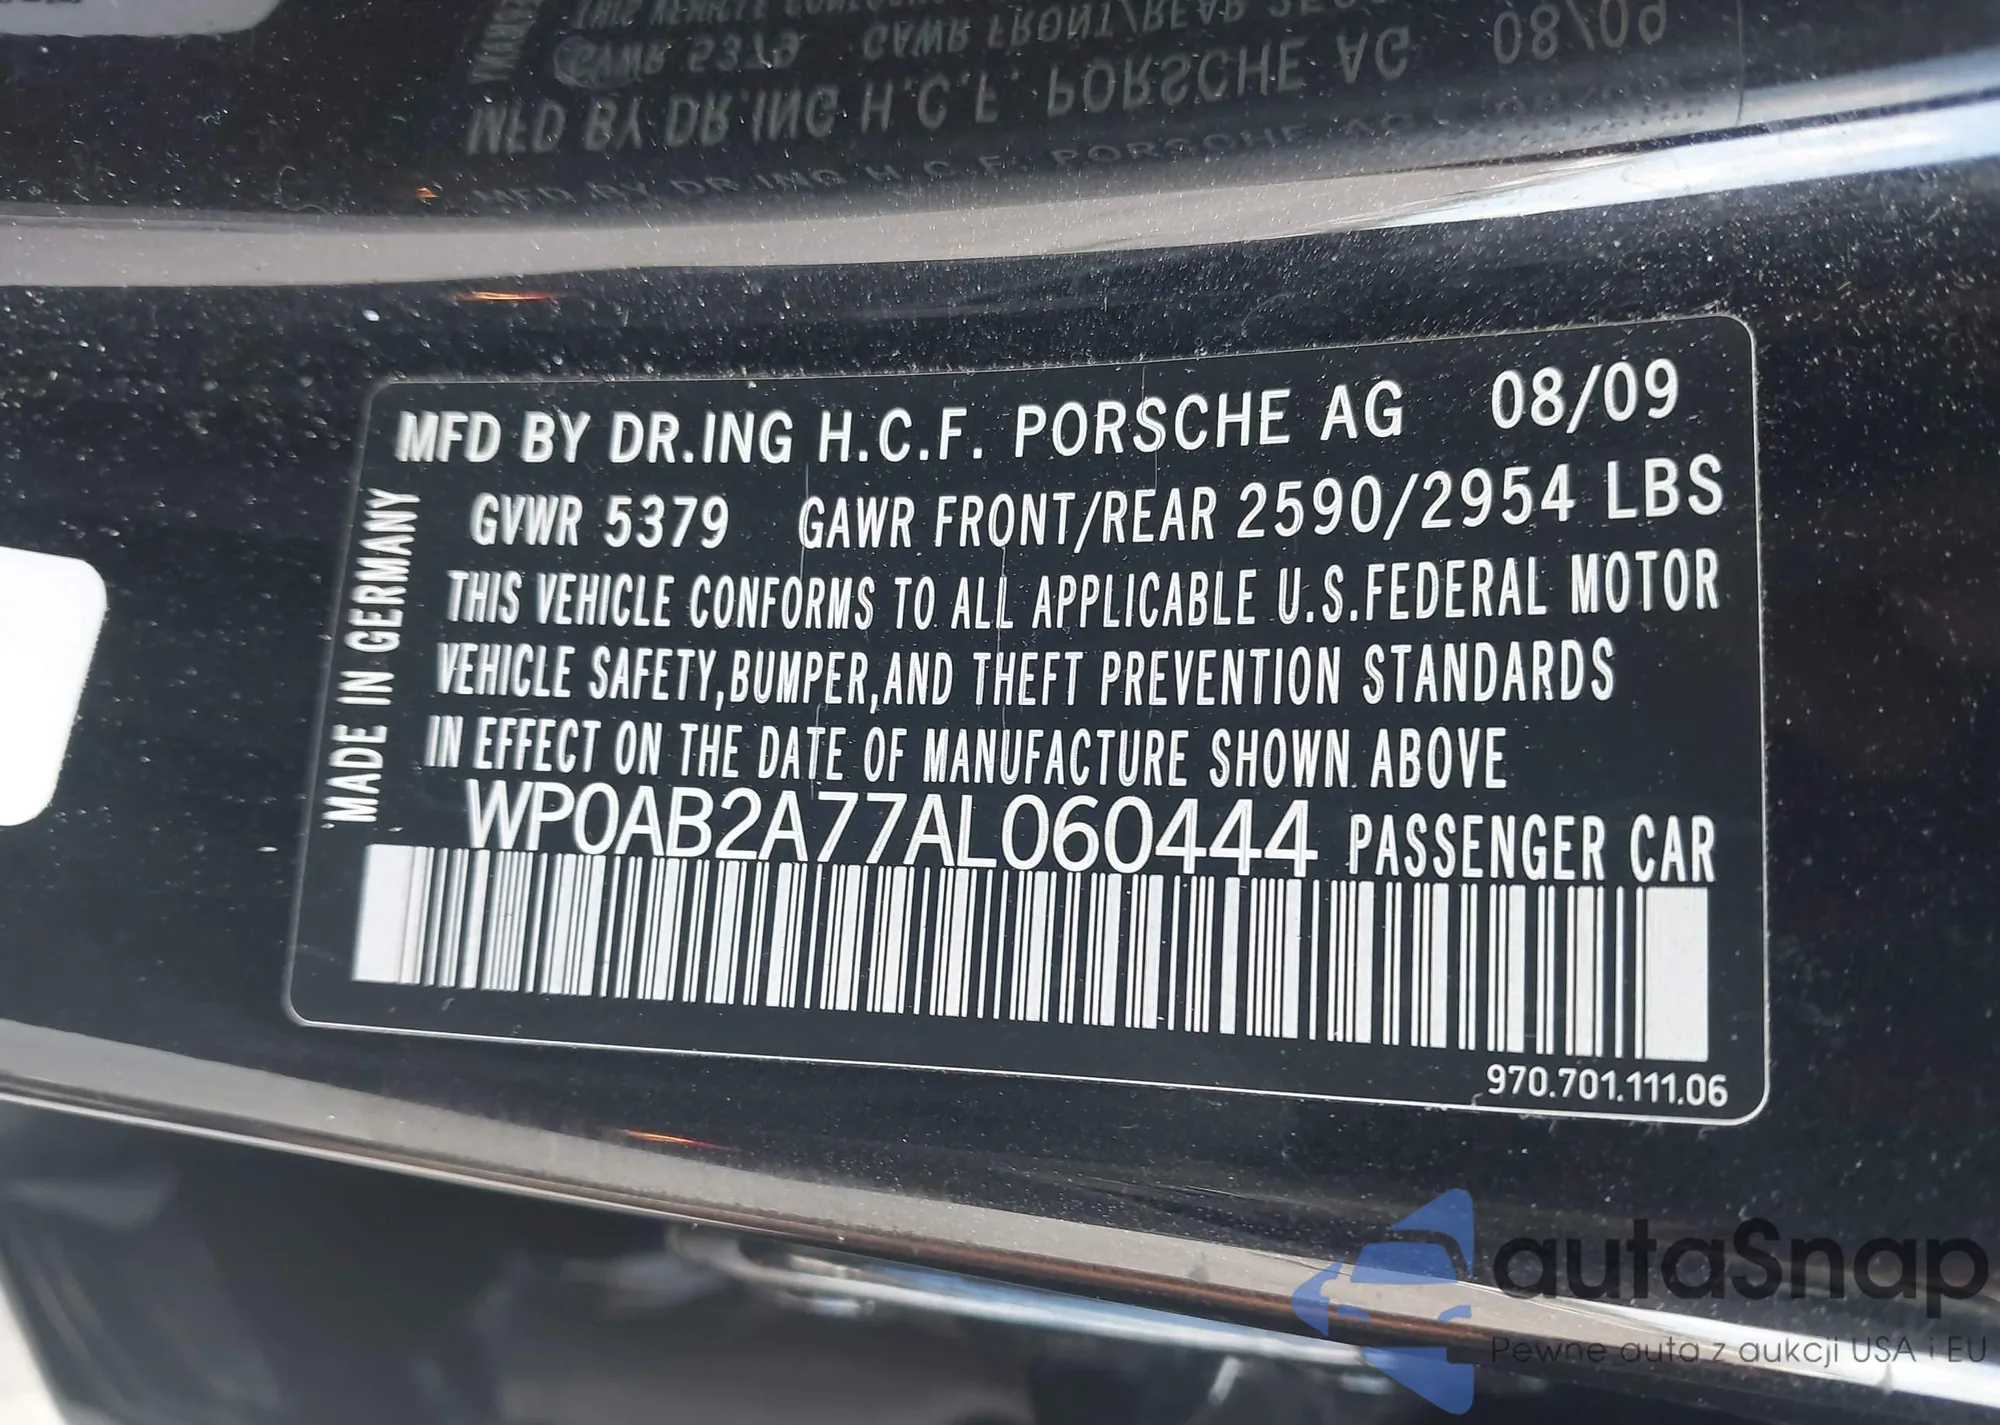 MFD BY DR.ING H.C.F. PORSCHE AG 08/09
GVWR 5379 GAWR FRONT/REAR 2590/2954 LBS
THIS VEHICLE CONFORMS TO ALL APPLICABLE U.S.FEDERAL MOTOR
VEHICLE SAFETY,BUMPER,AND THEFT PREVENTION STANDARDS
IN EFFECT ON THE DATE OF MANUFACTURE SHOWN ABOVE
WP0AB2A77AL060444 PASSENGER CAR
970.701.111.06
MADE IN GERMANY
autaSnap
Pewne auta z aukcji USA i EU